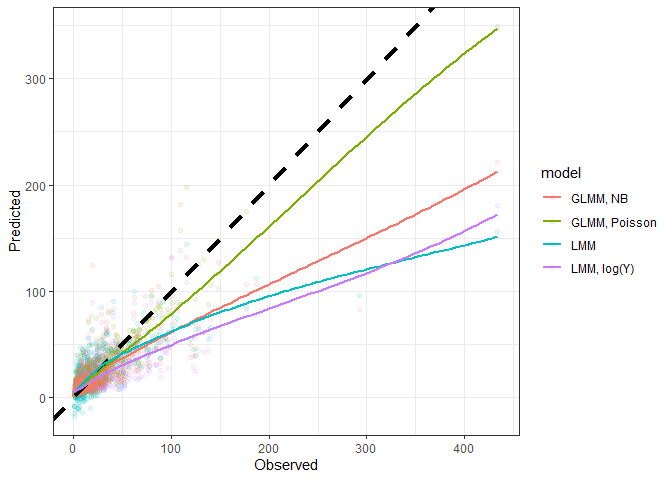 300
200
100
0
0
100
200
300
400
Observed
Predicted
model
GLMM, NB
GLMM, Poisson
LMM
LMM, log(Y)